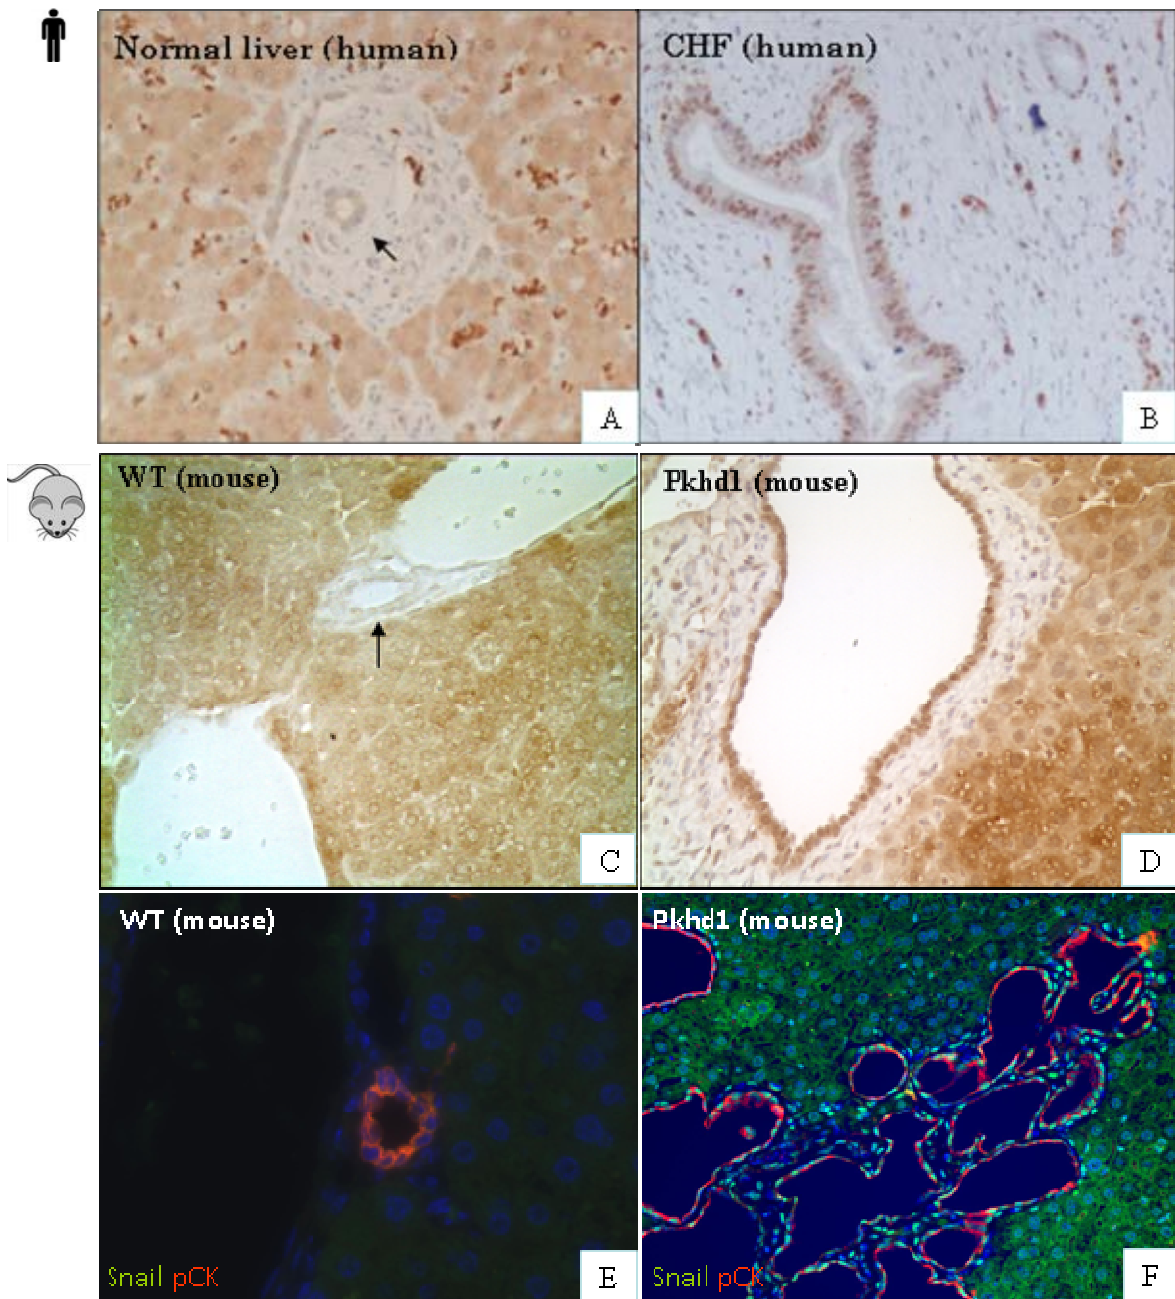 Normal liver (human)
CHF (human)
A
B
WT (mouse)
Pkhd1 (mouse)
C
D
WT (mouse)
Pkhd1 (mouse)
Snail pCK
E
Snail pCK
F